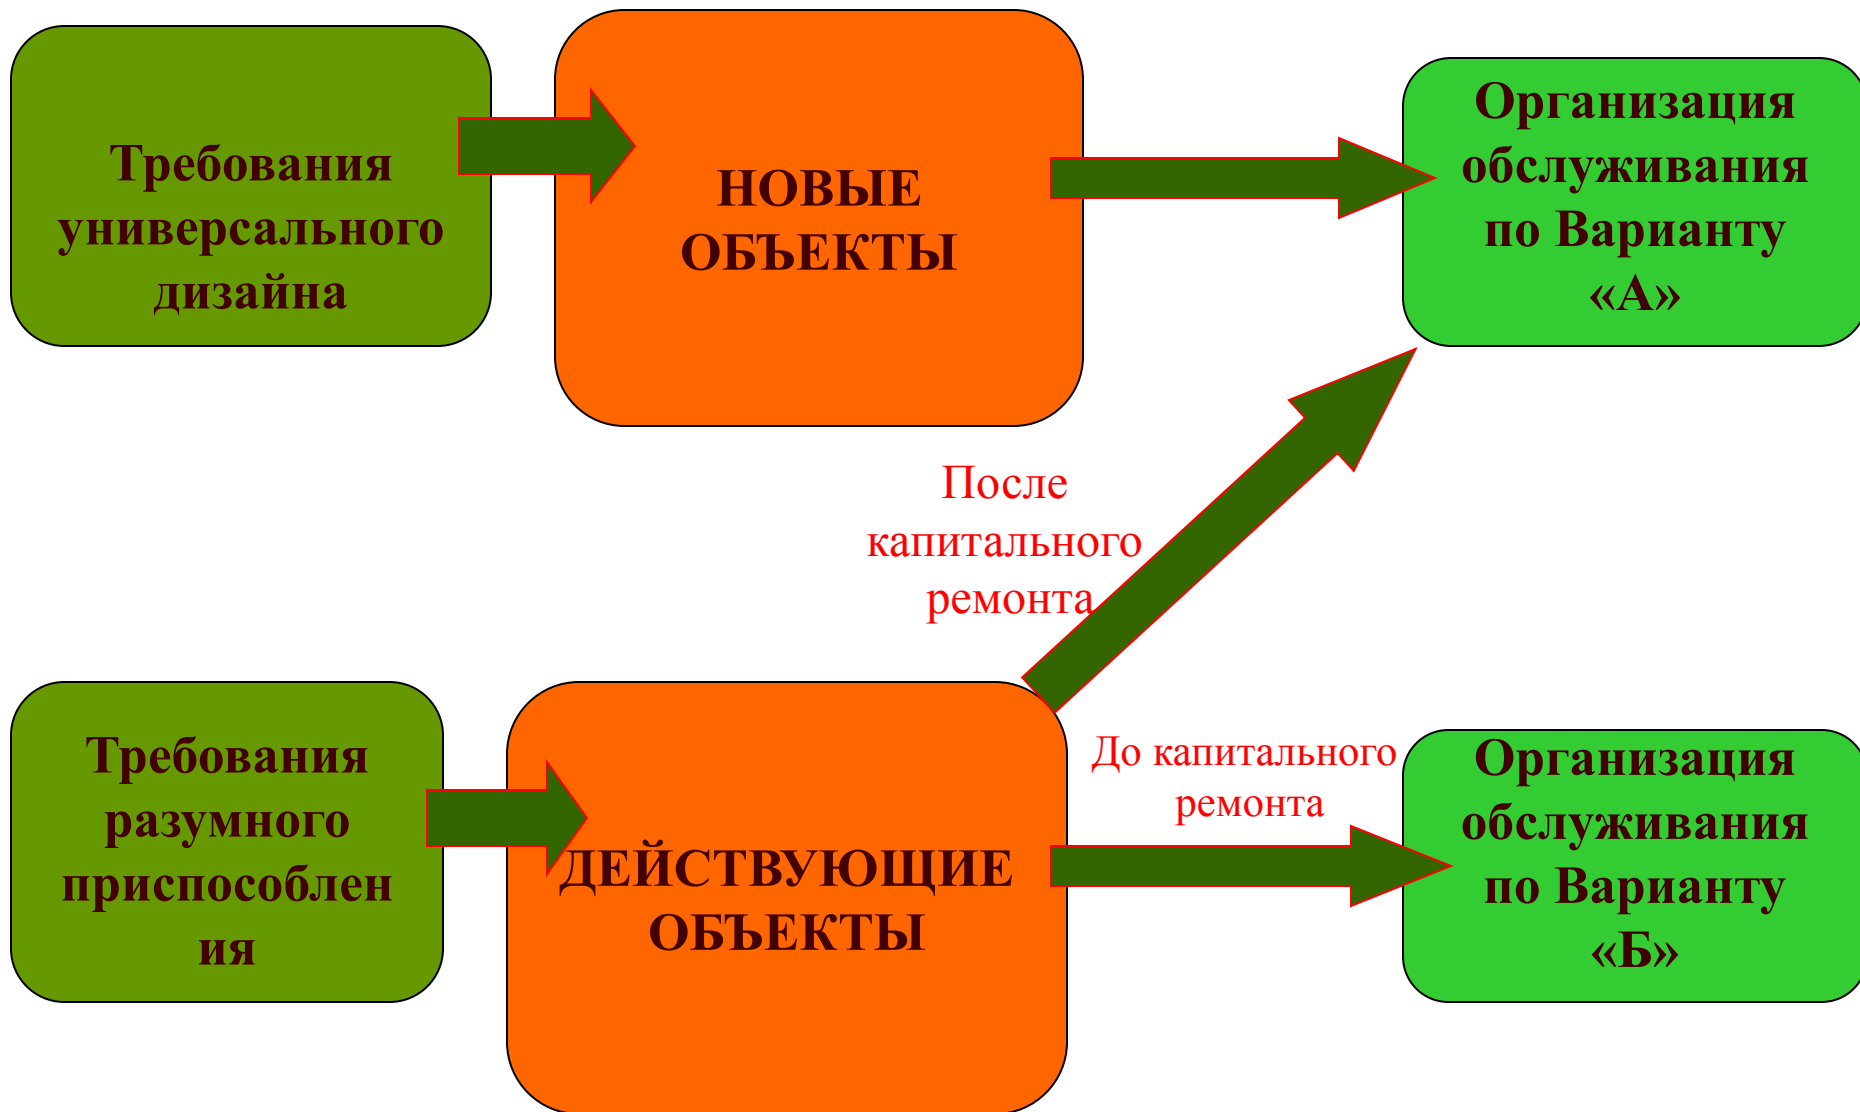 Требования
универсального
дизайна
НОВЫЕ
ОБЪЕКТЫ
Организация
обслуживания
по Варианту
«А»
После
капитального
ремонта
Требования
разумного
приспособлен
ия
ДЕЙСТВУЮЩИЕ
ОБЪЕКТЫ
До капитального
ремонта
Организация
обслуживания
по Варианту
«Б»